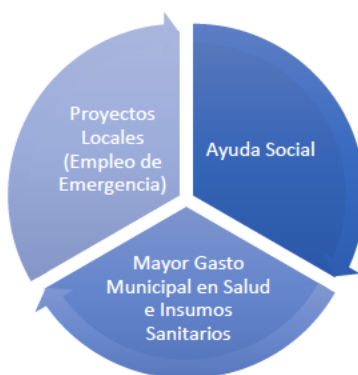 Proyectos
Locales
(Empleo de
Emergencia)
Ayuda Social
Mayor Gasto
Municipal en Salud
e Insumos
Sanitarios